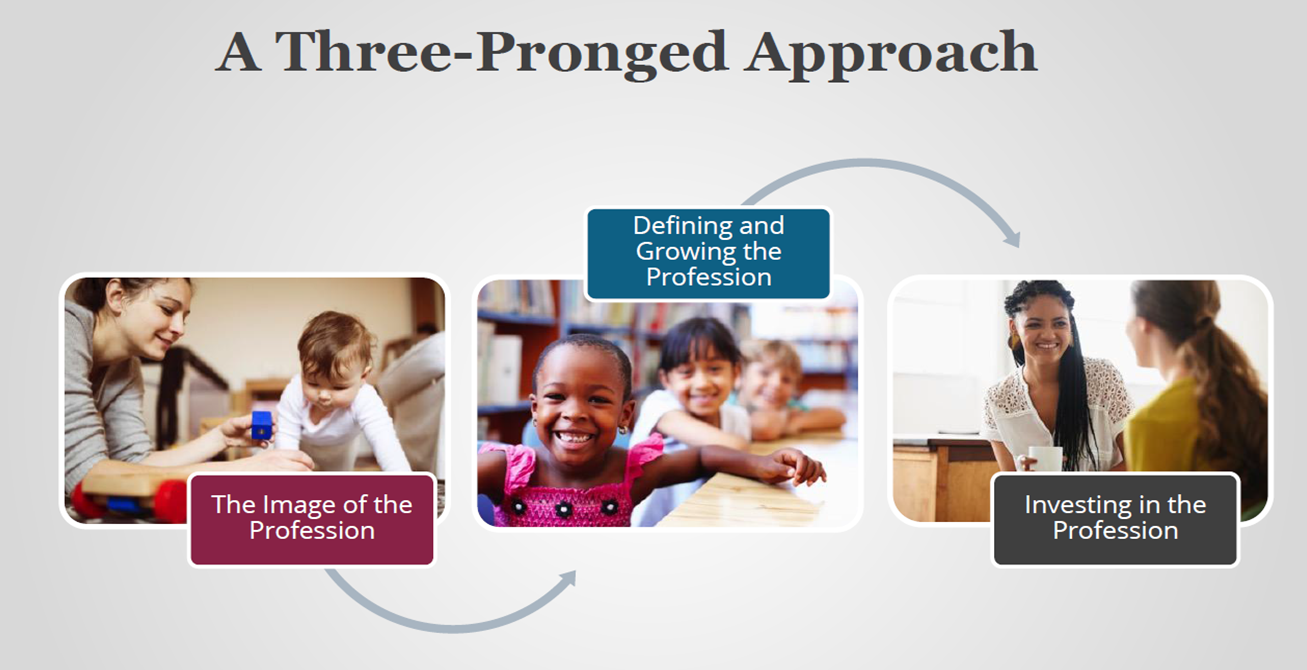 A Three-Pronged Approach
The Image of the
Profession
Defining and
Growing the
Profession
Investing in the
Profession